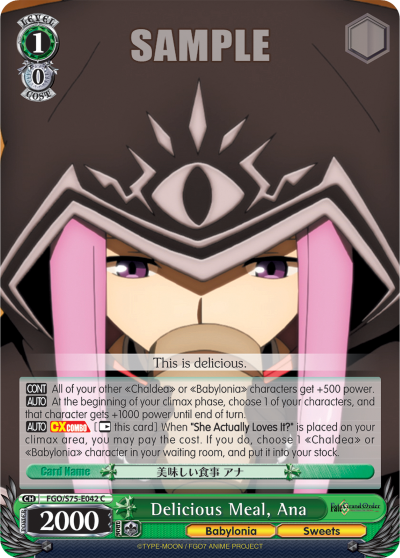 LEVEL
1
0
COST
SAMPLE
This is delicious.
CONT All of your other «Chaldea» or «Babylonia» characters get +500 power.
AUTO At the beginning of your climax phase, choose 1 of your characters, and
that character gets +1000 power until end of turn.
AUTO CX COMBO [ this card] When "She Actually Loves It?" is placed on your
climax area, you may pay the cost. If you do, choose 1 «Chaldea» or
«Babylonia» character in your waiting room, and put it into your stock.
Card Name
美味しい食事 アナ
CH FGO/S75-E042 C
POWER
2000
Delicious Meal, Ana
Fate Grand Order
Babylonia
Sweets
©TYPE-MOON / FGO7 ANIME PROJECT